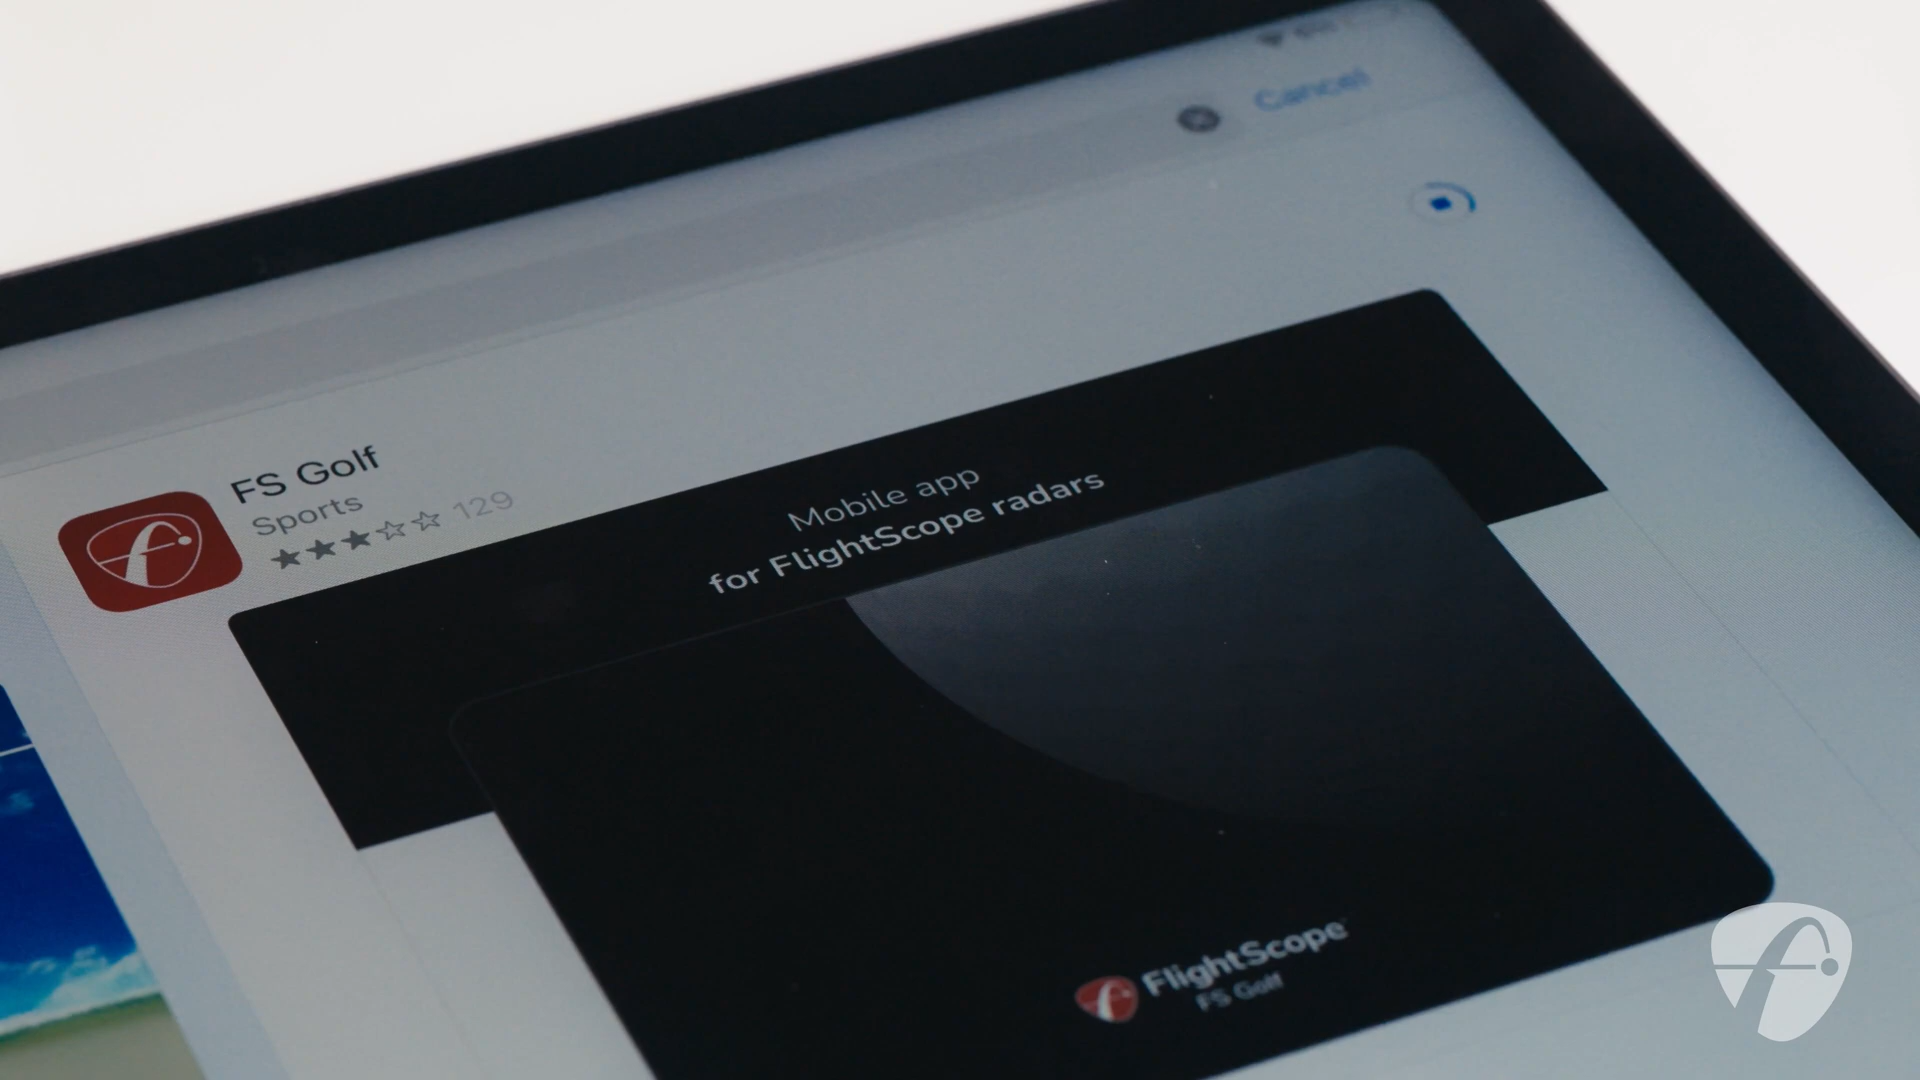 Cancel
FS Golf
Sports
129
Mobile app
for FlightScope radars
FlightScope
FS Golf